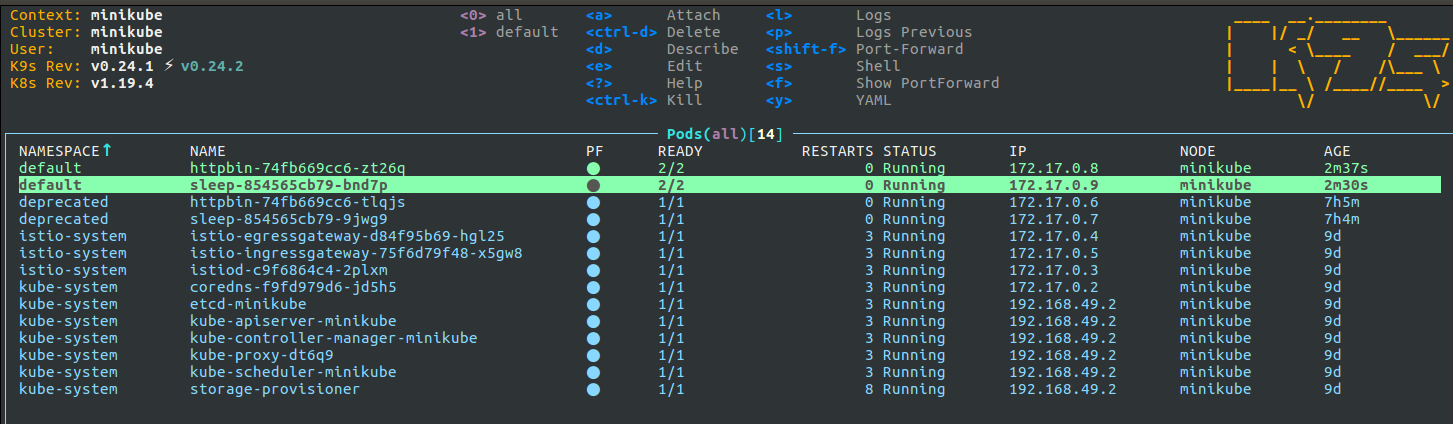 Context: minikube <0> all <a> Attach <l> Logs
Cluster: minikube <1> default <ctrl-d> Delete <p> Logs Previous
User: minikube <d> Describe <shift-f> Port-Forward
K9s Rev: v0.24.1 ⚡ v0.24.2 <e> Edit <s> Shell
K8s Rev: v1.19.4 <?> Help <f> Show PortForward
<ctrl-k> Kill <y> YAML
Pods(all)[14]
NAMESPACE↑ NAME PF READY RESTARTS STATUS IP NODE AGE
default httpbin-74fb669cc6-zt26q ● 2/2 0 Running 172.17.0.8 minikube 2m37s
default sleep-854565cb79-bnd7p ● 2/2 0 Running 172.17.0.9 minikube 2m30s
deprecated httpbin-74fb669cc6-tlqjs ● 1/1 0 Running 172.17.0.6 minikube 7h5m
deprecated sleep-854565cb79-9jwg9 ● 1/1 0 Running 172.17.0.7 minikube 7h4m
istio-system istio-egressgateway-d84f95b69-hgl25 ● 1/1 3 Running 172.17.0.4 minikube 9d
istio-system istio-ingressgateway-75f6d79f48-x5gw8 ● 1/1 3 Running 172.17.0.5 minikube 9d
istio-system istiod-c9f6864c4-2plxm ● 1/1 3 Running 172.17.0.3 minikube 9d
kube-system coredns-f9fd979d6-jd5h5 ● 1/1 3 Running 172.17.0.2 minikube 9d
kube-system etcd-minikube ● 1/1 3 Running 192.168.49.2 minikube 9d
kube-system kube-apiserver-minikube ● 1/1 3 Running 192.168.49.2 minikube 9d
kube-system kube-controller-manager-minikube ● 1/1 3 Running 192.168.49.2 minikube 9d
kube-system kube-proxy-dt6q9 ● 1/1 3 Running 192.168.49.2 minikube 9d
kube-system kube-scheduler-minikube ● 1/1 3 Running 192.168.49.2 minikube 9d
kube-system storage-provisioner ● 1/1 8 Running 192.168.49.2 minikube 9d